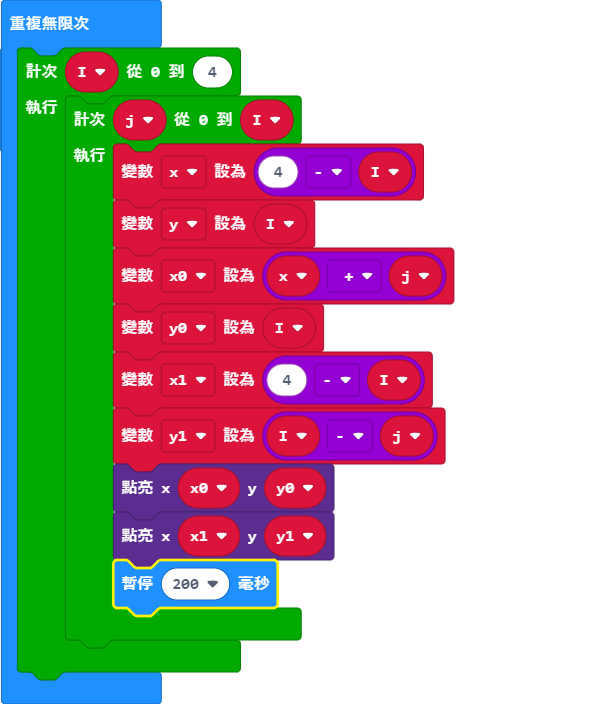 重複無限次
計次 I 從 0 到 4
執行
計次 j 從 0 到 I
執行
變數 x 設為 4 - I
變數 y 設為 I
變數 x0 設為 x + j
變數 y0 設為 I
變數 x1 設為 4 - I
變數 y1 設為 I - j
點亮 x x0 y y0
點亮 x x1 y y1
暫停 200 毫秒